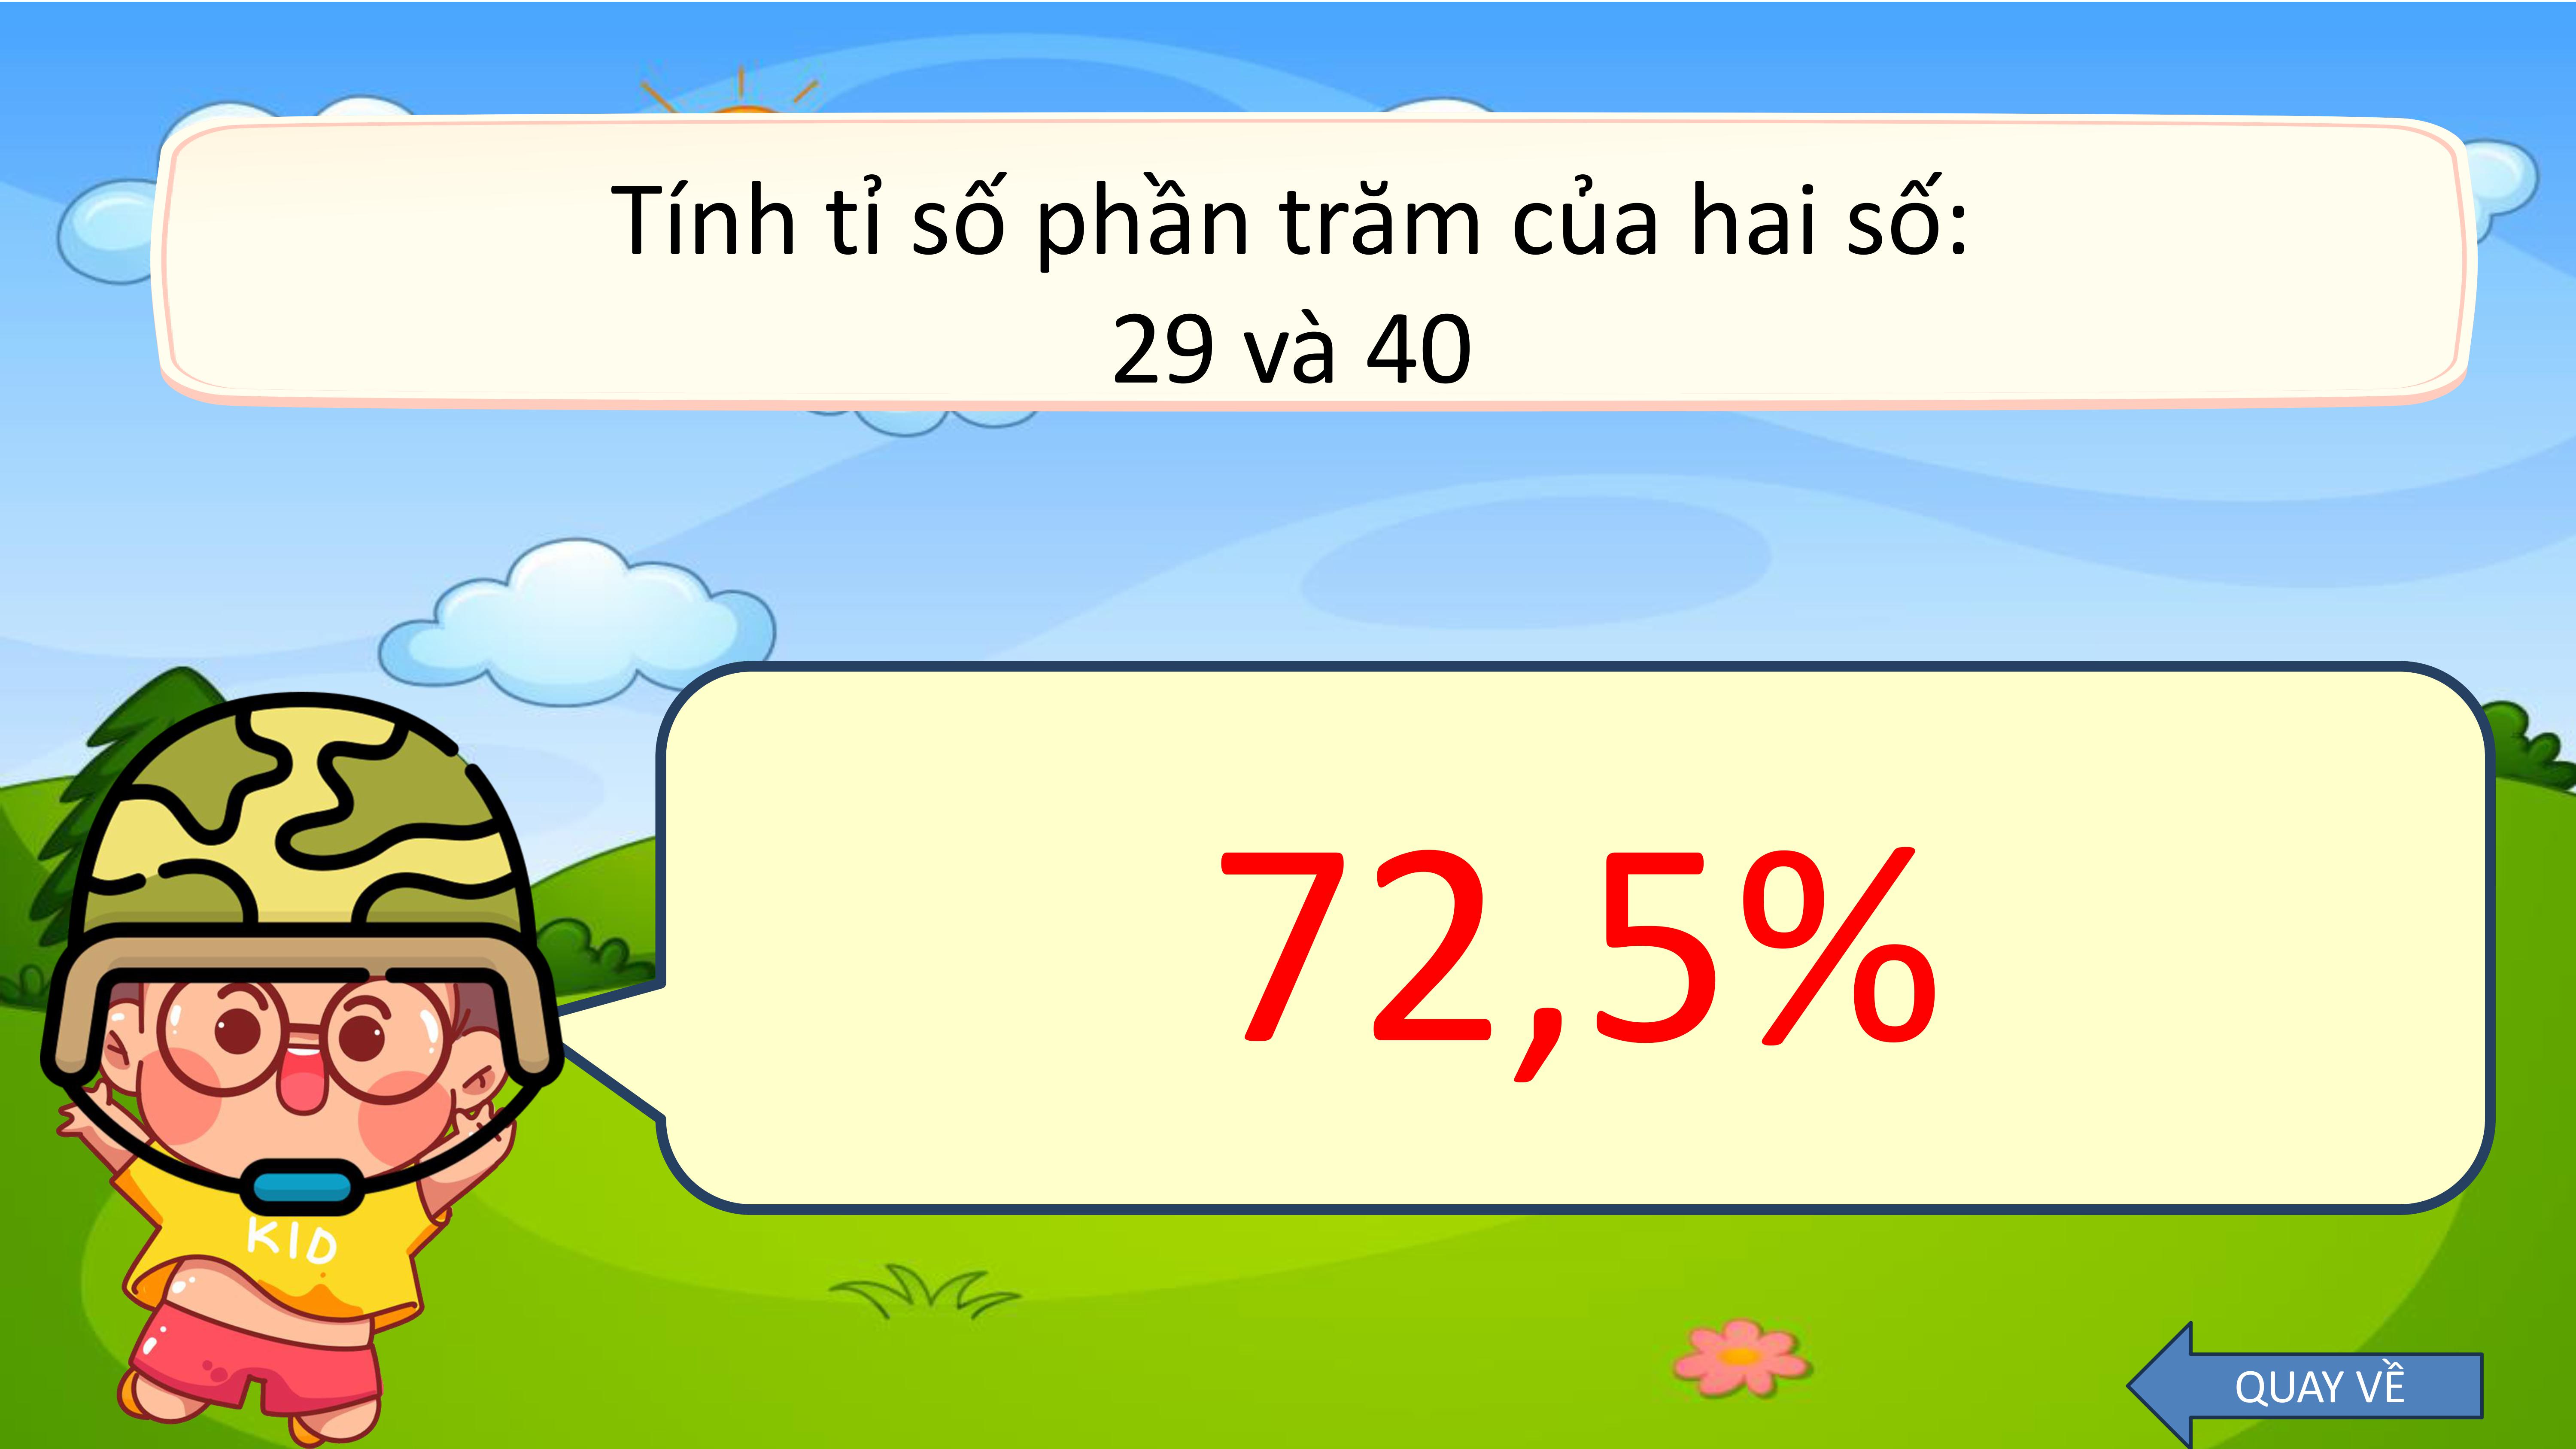 Tính tỉ số phần trăm của hai số:
29 và 40
72,5%
KID
QUAY VỀ